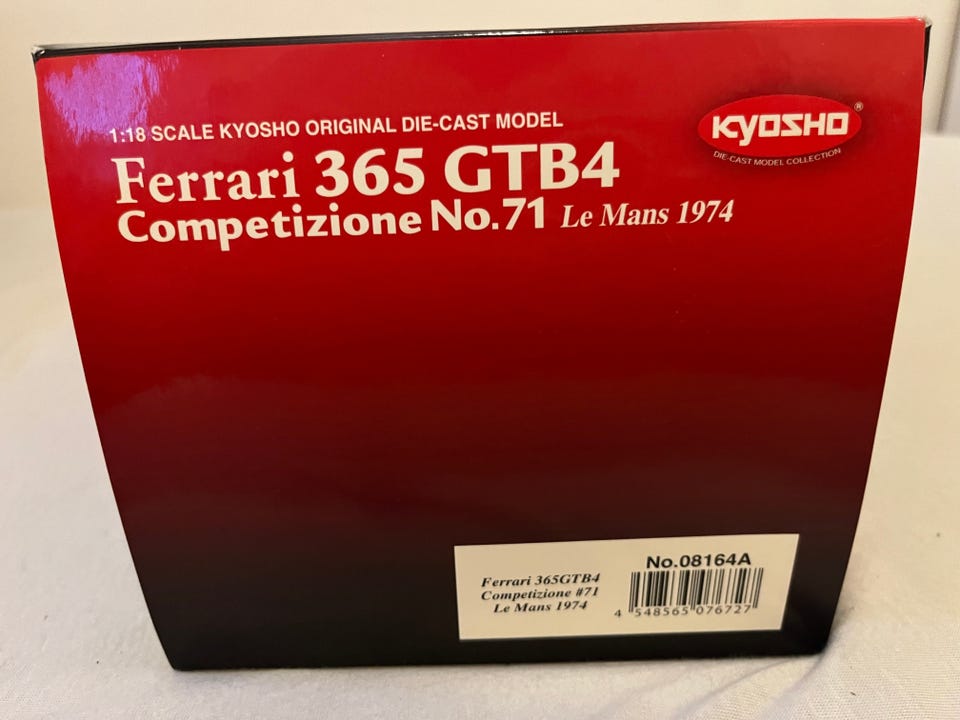 1:18 SCALE KYOSHO ORIGINAL DIE-CAST MODEL
Ferrari 365 GTB4
Competizione No.71 Le Mans 1974
KYOSHO®
DIE-CAST MODEL COLLECTION
Ferrari 365GTB4
Competizione #71
Le Mans 1974
No.08164A
4 548565 076727